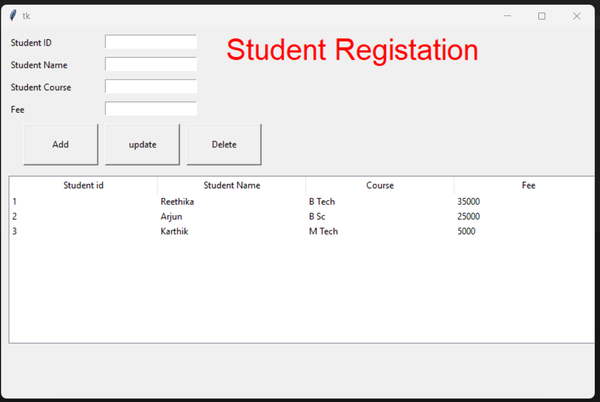 tk
Student ID
Student Registation
Student Name
Student Course
Fee
Add update Delete
Student id Student Name Course Fee
1 Reethika B Tech 35000
2 Arjun B Sc 25000
3 Karthik M Tech 5000